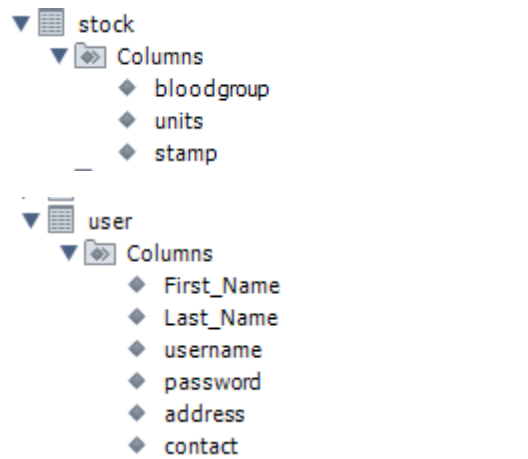 stock
Columns
bloodgroup
units
stamp
user
Columns
First_Name
Last_Name
username
password
address
contact